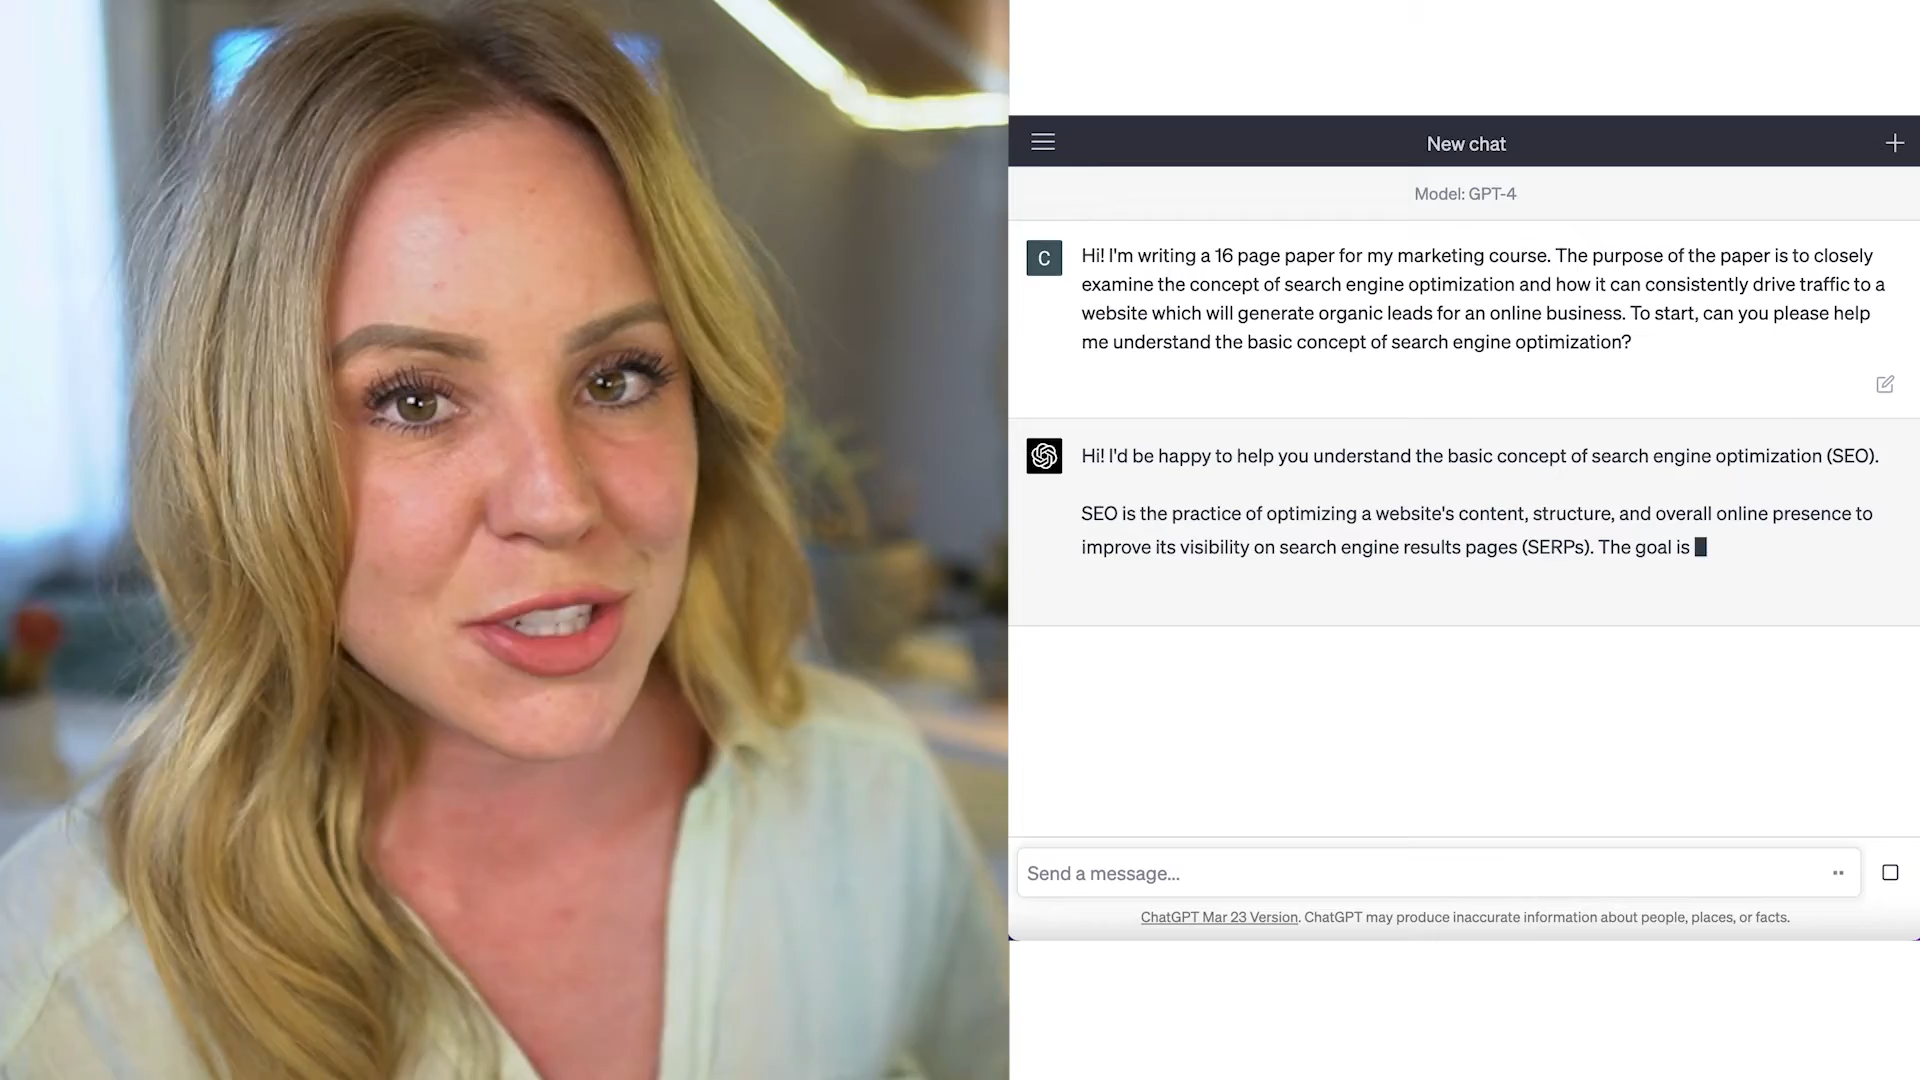 New chat
Model: GPT-4
C
Hi! I'm writing a 16 page paper for my marketing course. The purpose of the paper is to closely
examine the concept of search engine optimization and how it can consistently drive traffic to a
website which will generate organic leads for an online business. To start, can you please help
me understand the basic concept of search engine optimization?
Hi! I'd be happy to help you understand the basic concept of search engine optimization (SEO).
SEO is the practice of optimizing a website's content, structure, and overall online presence to
improve its visibility on search engine results pages (SERPs). The goal is
Send a message...
ChatGPT Mar 23 Version. ChatGPT may produce inaccurate information about people, places, or facts.